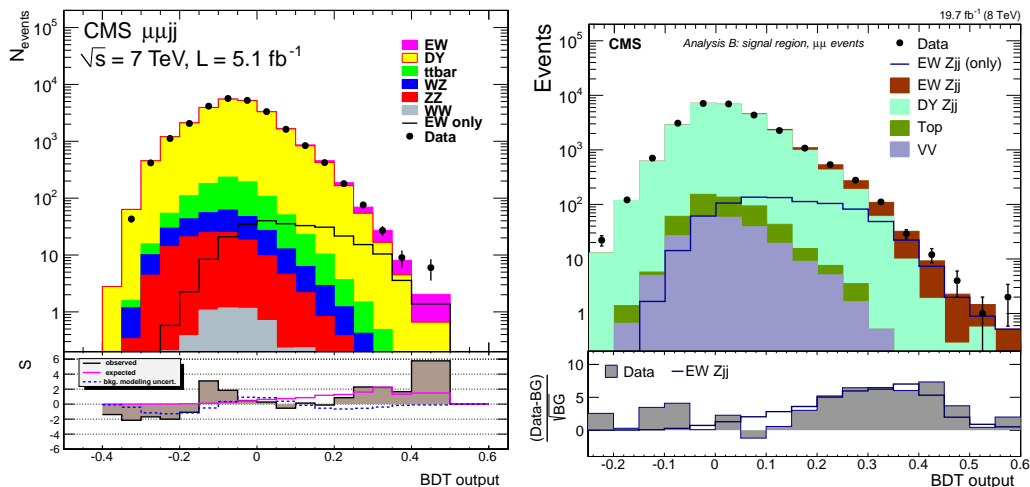 CMS μμjj
√s = 7 TeV, L = 5.1 fb⁻¹
N_events
10⁵
10⁴
10³
10²
10
1
EW
DY
ttbar
WZ
ZZ
WW
EW only
Data
S
6
4
2
0
-2
-4
-6
observed
expected
bkg. modeling uncert.
-0.4 -0.2 0 0.2 0.4 0.6
BDT output
19.7 fb⁻¹ (8 TeV)
CMS Analysis B: signal region, μμ events
Events
10⁵
10⁴
10³
10²
10
1
Data
EW Zjj (only)
EW Zjj
DY Zjj
Top
VV
(Data-BG)
√BG
10
5
0
Data EW Zjj
-0.2 -0.1 0 0.1 0.2 0.3 0.4 0.5 0.6
BDT output